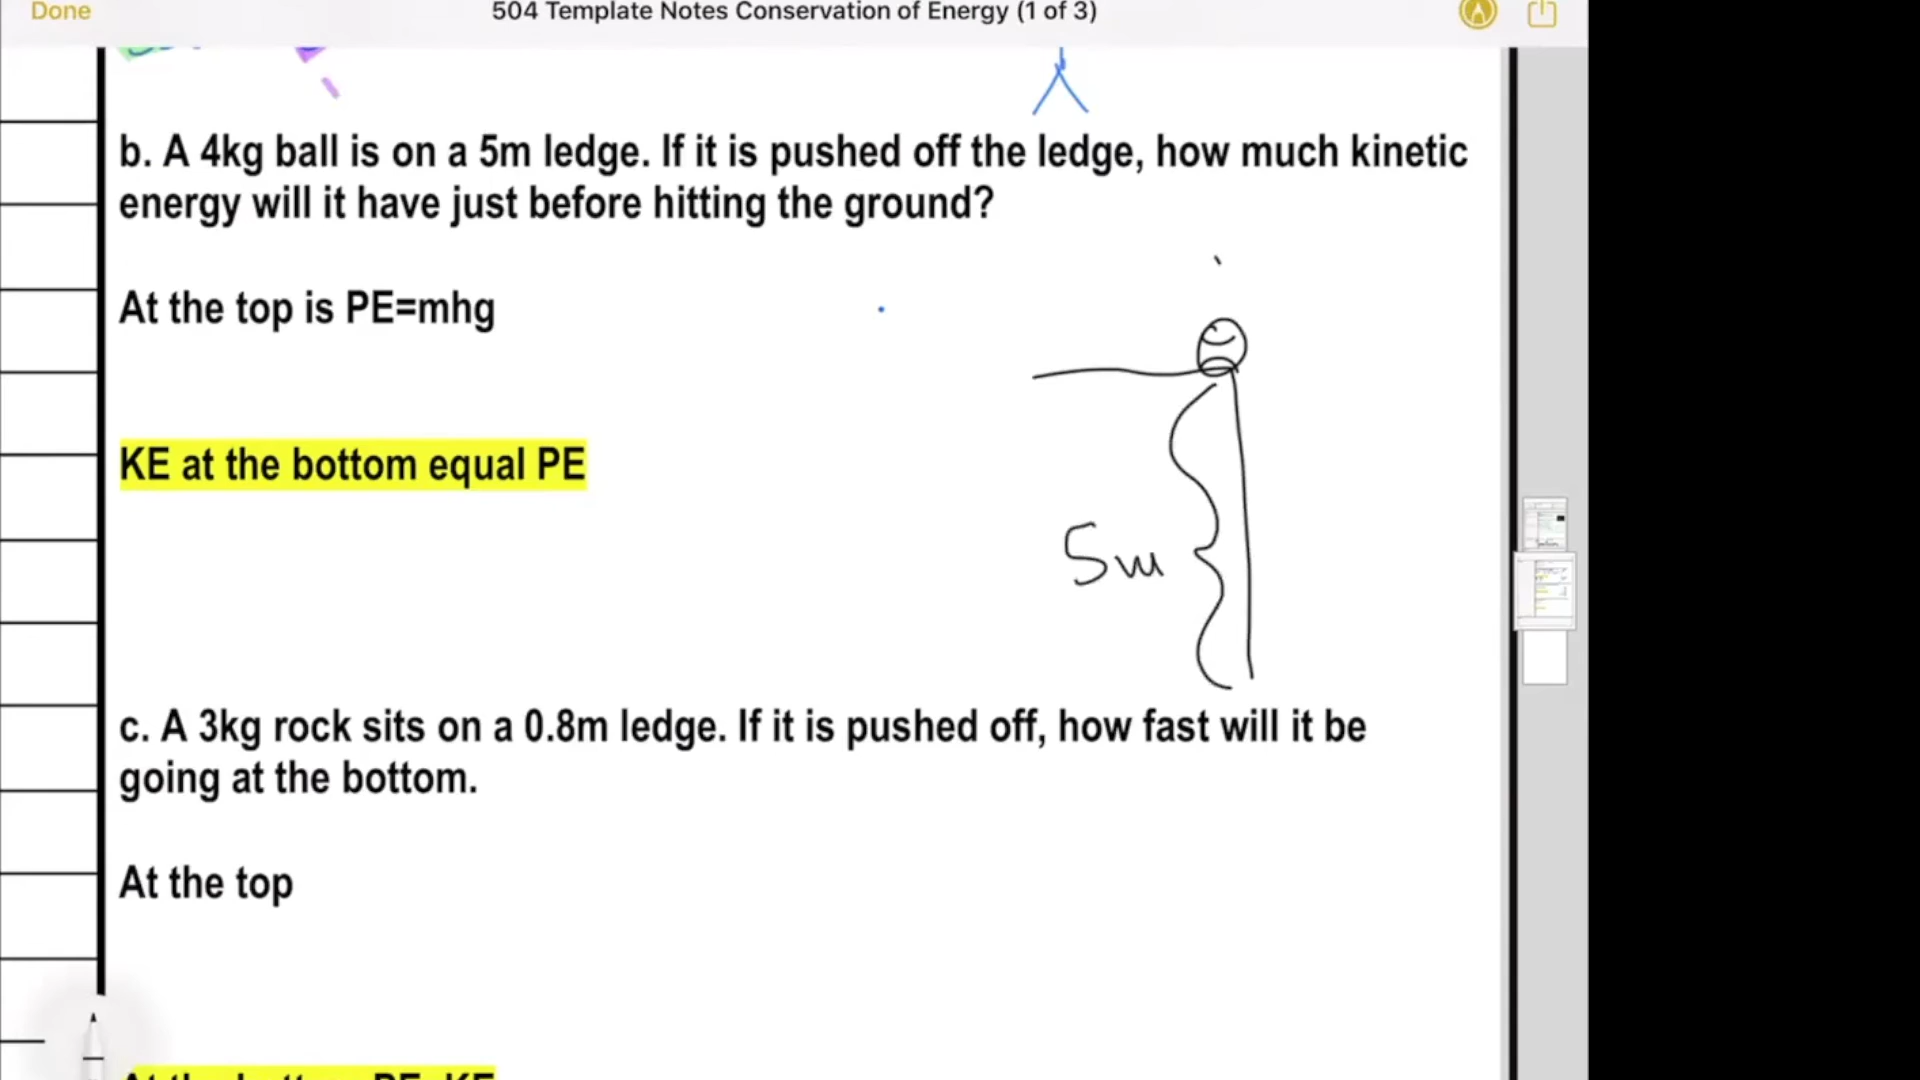 Done
504 Template Notes Conservation of Energy (1 of 3)
b. A 4kg ball is on a 5m ledge. If it is pushed off the ledge, how much kinetic
energy will it have just before hitting the ground?
At the top is PE=mhg
KE at the bottom equal PE
5m
c. A 3kg rock sits on a 0.8m ledge. If it is pushed off, how fast will it be
going at the bottom.
At the top